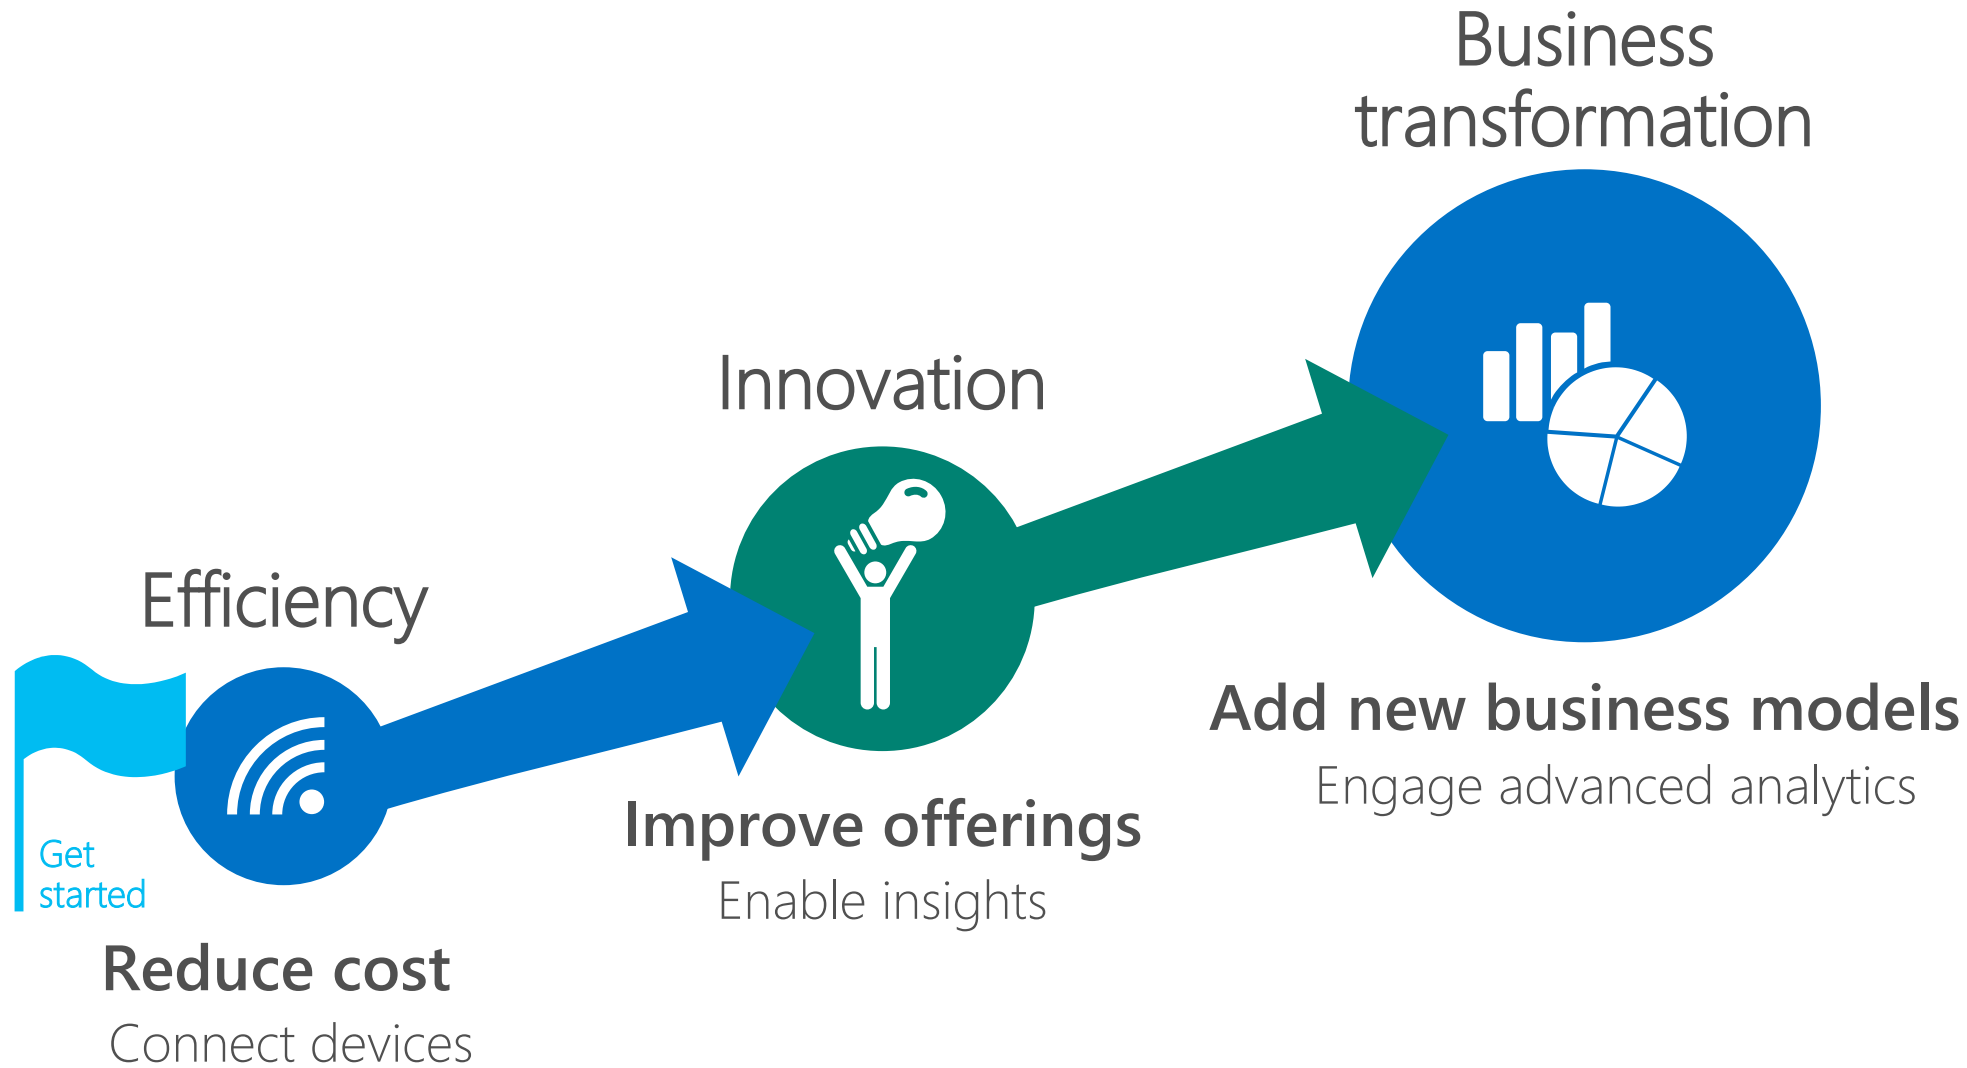 Get
started
Efficiency
Reduce cost
Connect devices
Innovation
Improve offerings
Enable insights
Business
transformation
Add new business models
Engage advanced analytics